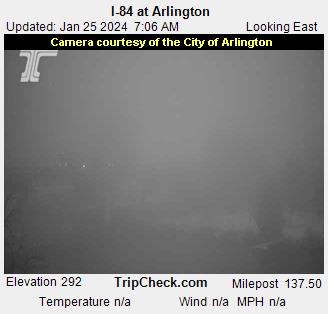 I-84 at Arlington
Updated: Jan 25 2024 7:06 AM Looking East
Camera courtesy of the City of Arlington
Elevation 292 TripCheck.com Milepost 137.50
Temperature n/a Wind n/a MPH n/a